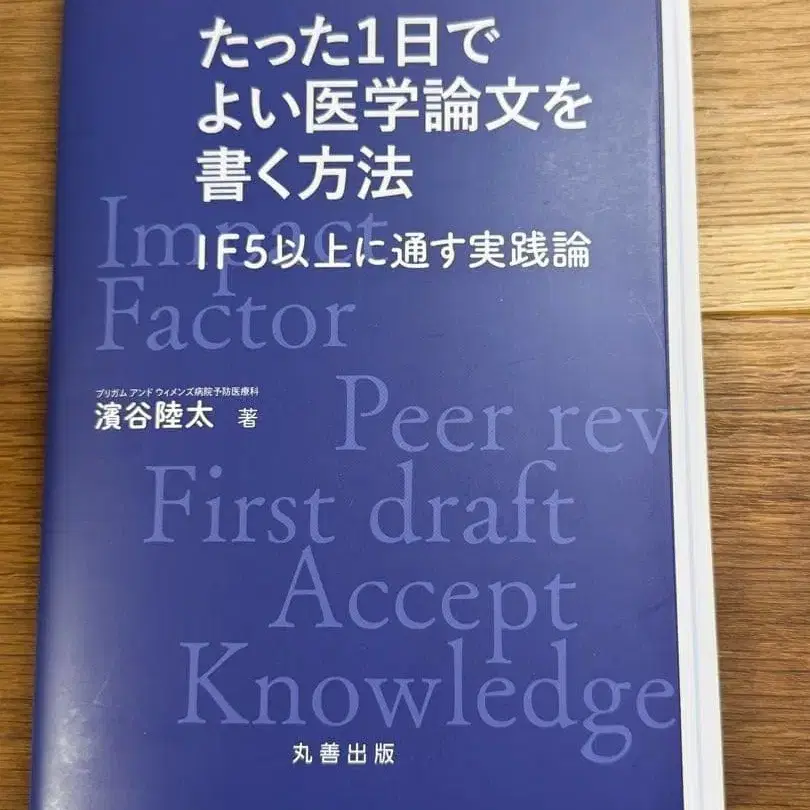 たった1日で
よい医学論文を
書く方法
Impact
IF5以上に通す実践論
Factor
ブリガム アンド ウィメンズ病院予防医療科
濱谷陸太 著
Peer rev
First draft
Accept
Knowledge
丸善出版